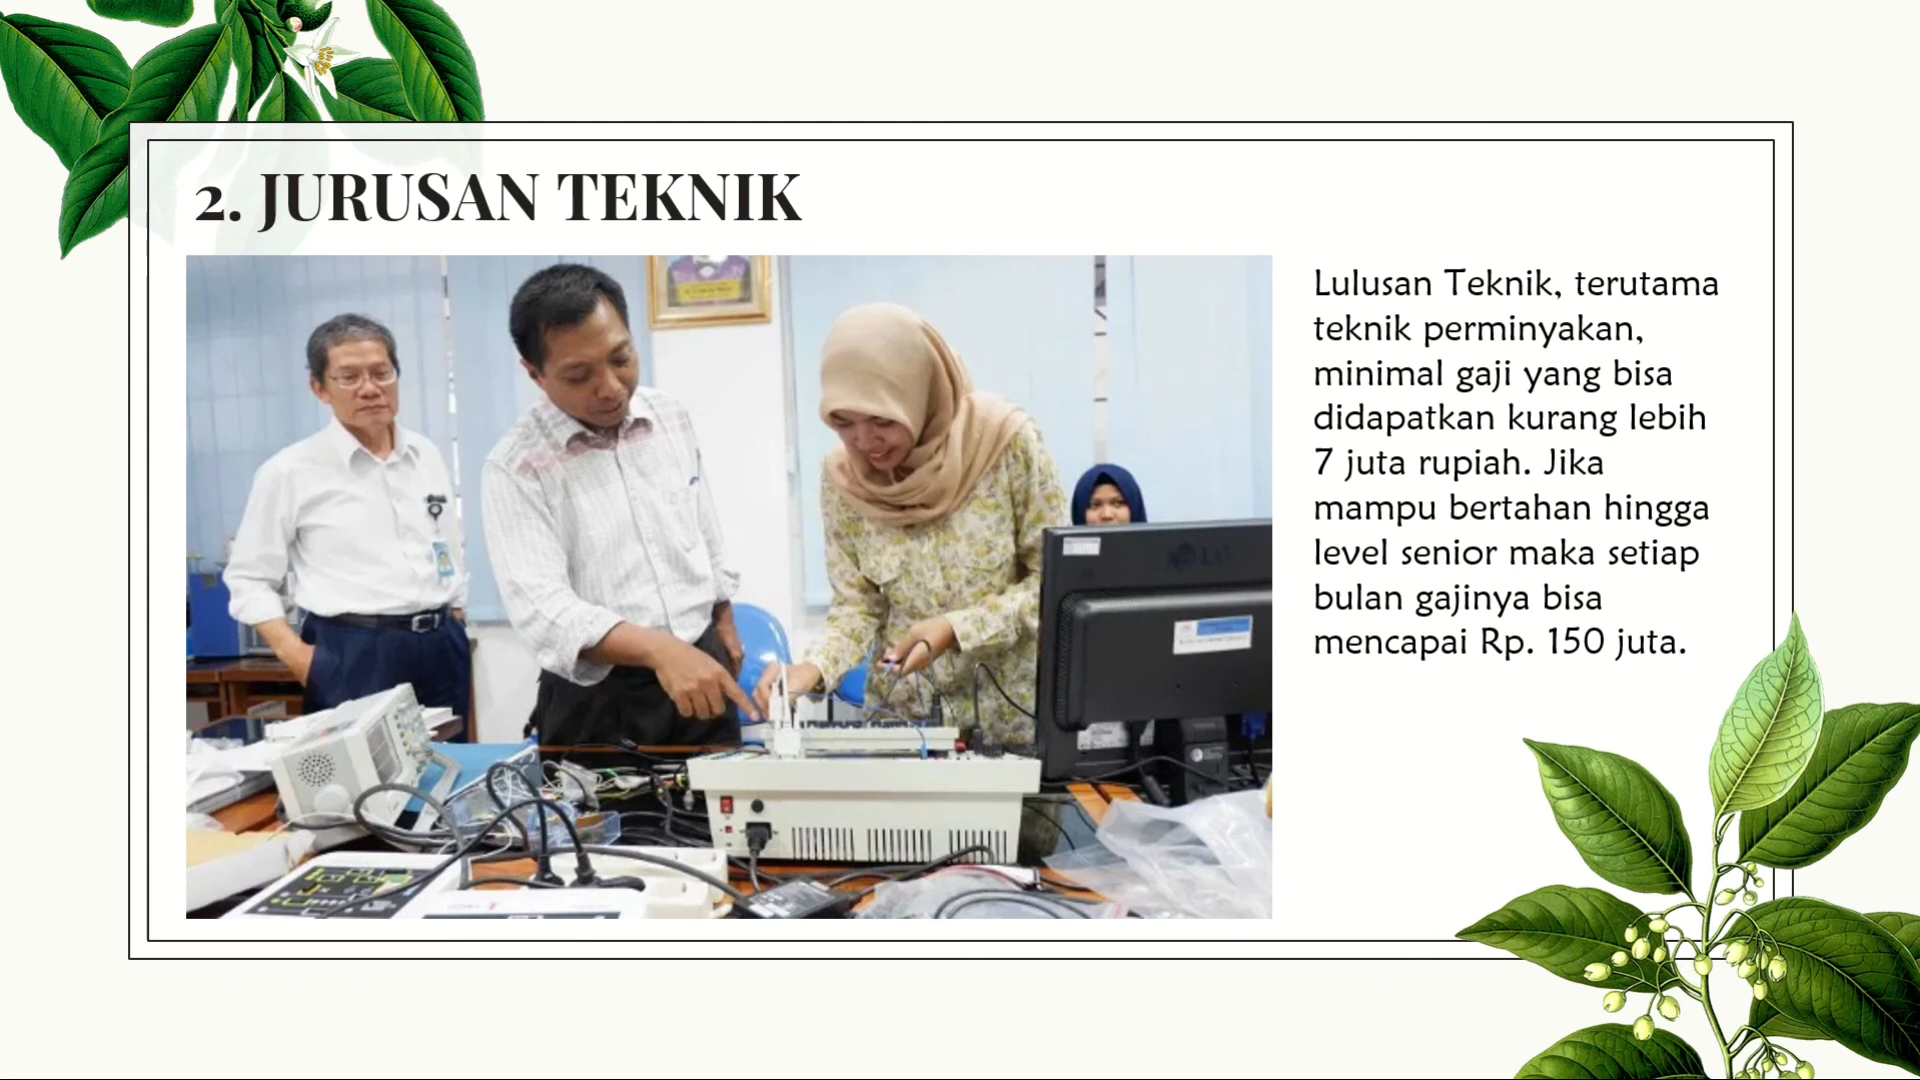 2. JURUSAN TEKNIK
Lulusan Teknik, terutama
teknik perminyakan,
minimal gaji yang bisa
didapatkan kurang lebih
7 juta rupiah. Jika
mampu bertahan hingga
level senior maka setiap
bulan gajinya bisa
mencapai Rp. 150 juta.
LG